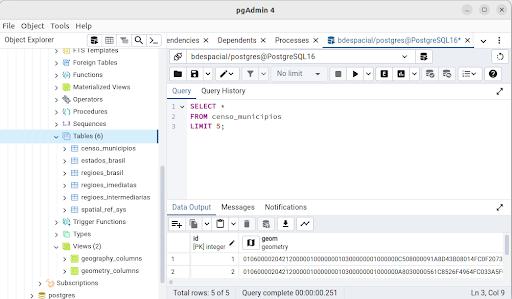 pgAdmin 4
File Object Tools Help
Object Explorer
endencies Dependents Processes bdespacial/postgres@PostgreSQL16*
FTS Templates
Foreign Tables
Functions
Materialized Views
Operators
Procedures
Sequences
Tables (6)
censo_municipios
estados_brasil
regioes_brasil
regioes_imediatas
regioes_intermediarias
spatial_ref_sys
Trigger Functions
Types
Views (2)
geography_columns
geometry_columns
Subscriptions
postgres
bdespacial/postgres@PostgreSQL16
No limit
Query Query History
1 SELECT *
2 FROM censo_municipios
3 LIMIT 5;
Data Output Messages Notifications
id geom
[PK] integer geometry
1 1
2 2
Total rows: 5 of 5 Query complete 00:00:00.251 Ln 3, Col 9